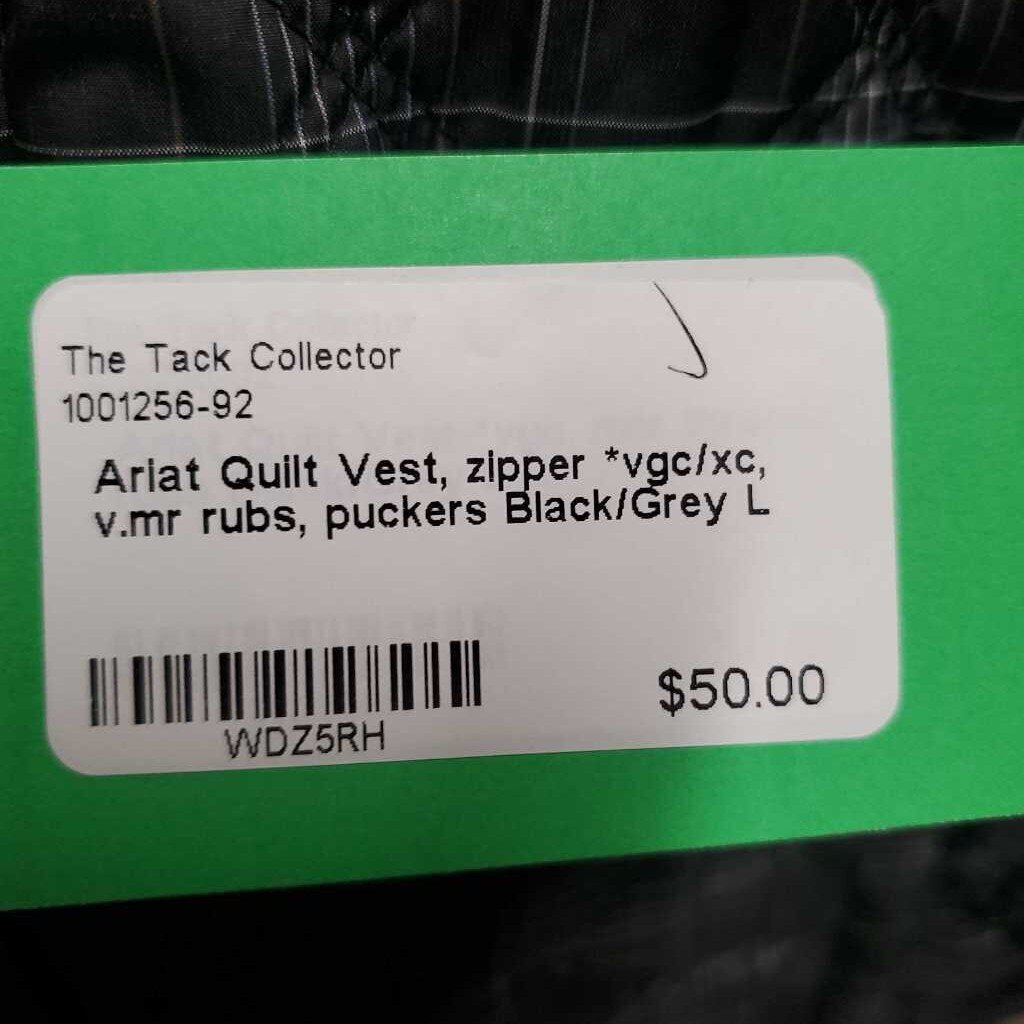 The Tack Collector
1001256-92
Ariat Quilt Vest, zipper *vgc/xc,
v.mr rubs, puckers Black/Grey L
$50.00
WDZ5RH